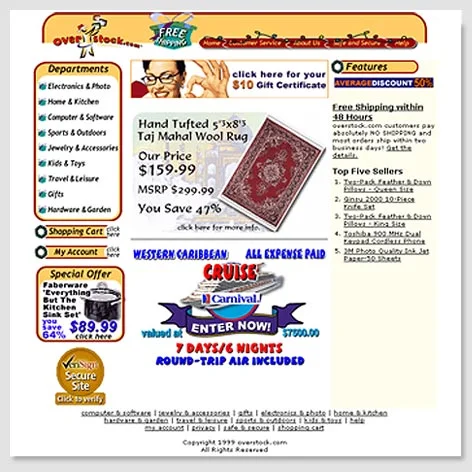 overstock.com
FREE SHIPPING
Home Customer Service About Us Safe and Secure Help
Departments
Electronics & Photo
Home & Kitchen
Computer & Software
Sports & Outdoors
Jewelry & Accessories
Kids & Toys
Travel & Leisure
Gifts
Hardware & Garden
Shopping Cart click here
My Account click here
Special Offer
Faberware
"Everything
But The
Kitchen
Sink Set"
you save 64% $89.99
click here
VeriSign
Secure
Site
Click to verify
click here for your
$10 Gift Certificate
Hand Tufted 5'3x8'3
Taj Mahal Wool Rug
Our Price
$159.99
MSRP $299.99
You Save 47%
click here for more info.
WESTERN CARIBBEAN ALL EXPENSE PAID
CRUISE
Carnival
ENTER NOW!
valued at $7500.00
7 DAYS/6 NIGHTS
ROUND-TRIP AIR INCLUDED
Features
AVERAGE DISCOUNT 50%
Free Shipping within
48 Hours
overstock.com customers pay
absolutely NO SHIPPING and
most orders ship within two
business days! Get the
details.
Top Five Sellers
1. Two-Pack Feather & Down
Pillows - Queen Size
2. Ginsu 2000 10-Piece
Knife Set
3. Two-Pack Feather & Down
Pillows - King Size
4. Toshiba 900 MHz Dual
Keypad Cordless Phone
5. 3M Photo Quality Ink Jet
Paper-50 Sheets
computer & software | jewelry & accessories | gifts | electronics & photo | home & kitchen
hardware & garden | travel & leisure | sports & outdoors | kids & toys | help
my account | privacy | safe & secure | shopping cart
Copyright 1999 overstock.com
All Rights Reserved